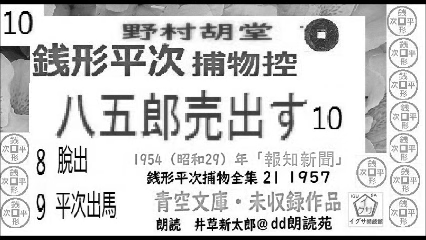 10
野村胡堂
銭形平次 捕物控
八五郎売出す 10
8 脱出
1954（昭和29）年「報知新聞」
銭形平次捕物全集 21 1957
9 平次出馬
青空文庫・未収録作品
朗読 井草新太郎@dd朗読苑